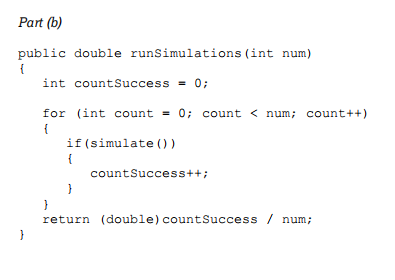 Part (b)
public double runSimulations(int num)
{
int countSuccess = 0;
for (int count = 0; count < num; count++)
{
if(simulate())
{
countSuccess++;
}
}
return (double)countSuccess / num;
}